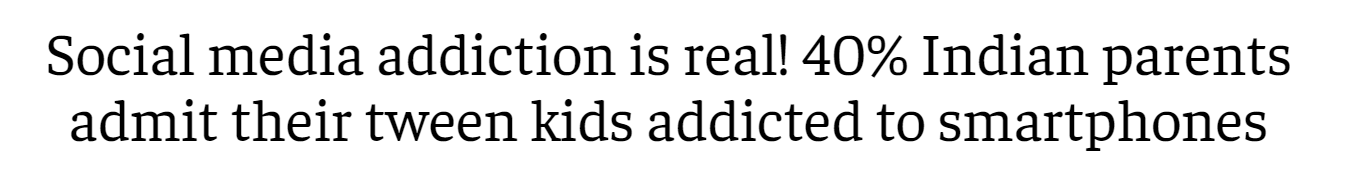 Social media addiction is real! 40% Indian parents
admit their tween kids addicted to smartphones